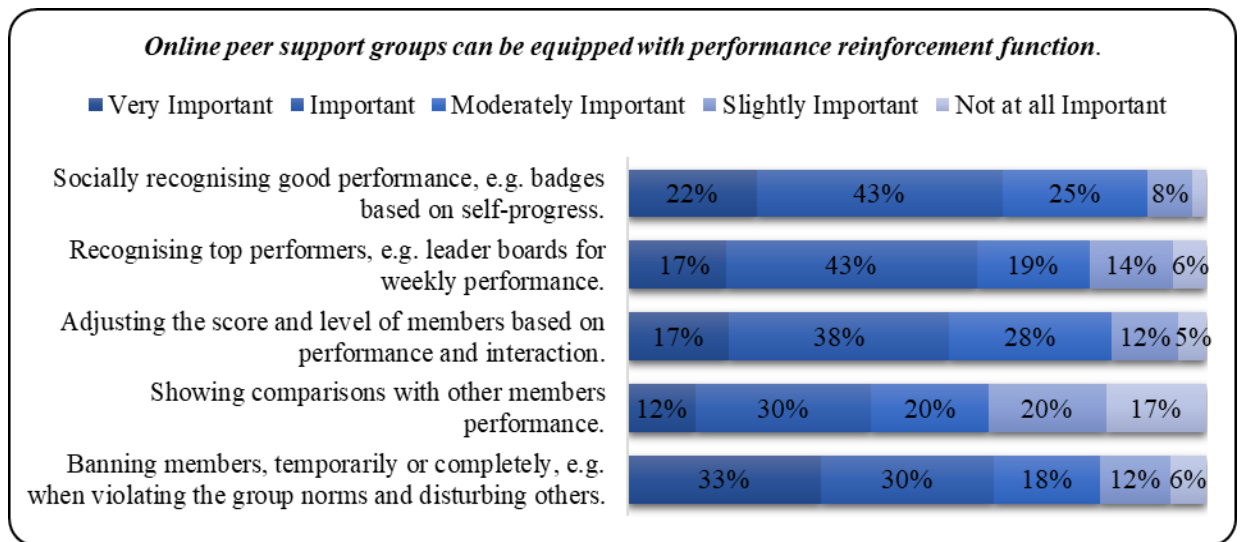 Online peer support groups can be equipped with performance reinforcement function.
Very Important Important Moderately Important Slightly Important Not at all Important
Socially recognising good performance, e.g. badges
based on self-progress.
22% 43% 25% 8%
Recognising top performers, e.g. leader boards for
weekly performance.
17% 43% 19% 14% 6%
Adjusting the score and level of members based on
performance and interaction.
17% 38% 28% 12% 5%
Showing comparisons with other members
performance.
12% 30% 20% 20% 17%
Banning members, temporarily or completely, e.g.
when violating the group norms and disturbing others.
33% 30% 18% 12% 6%